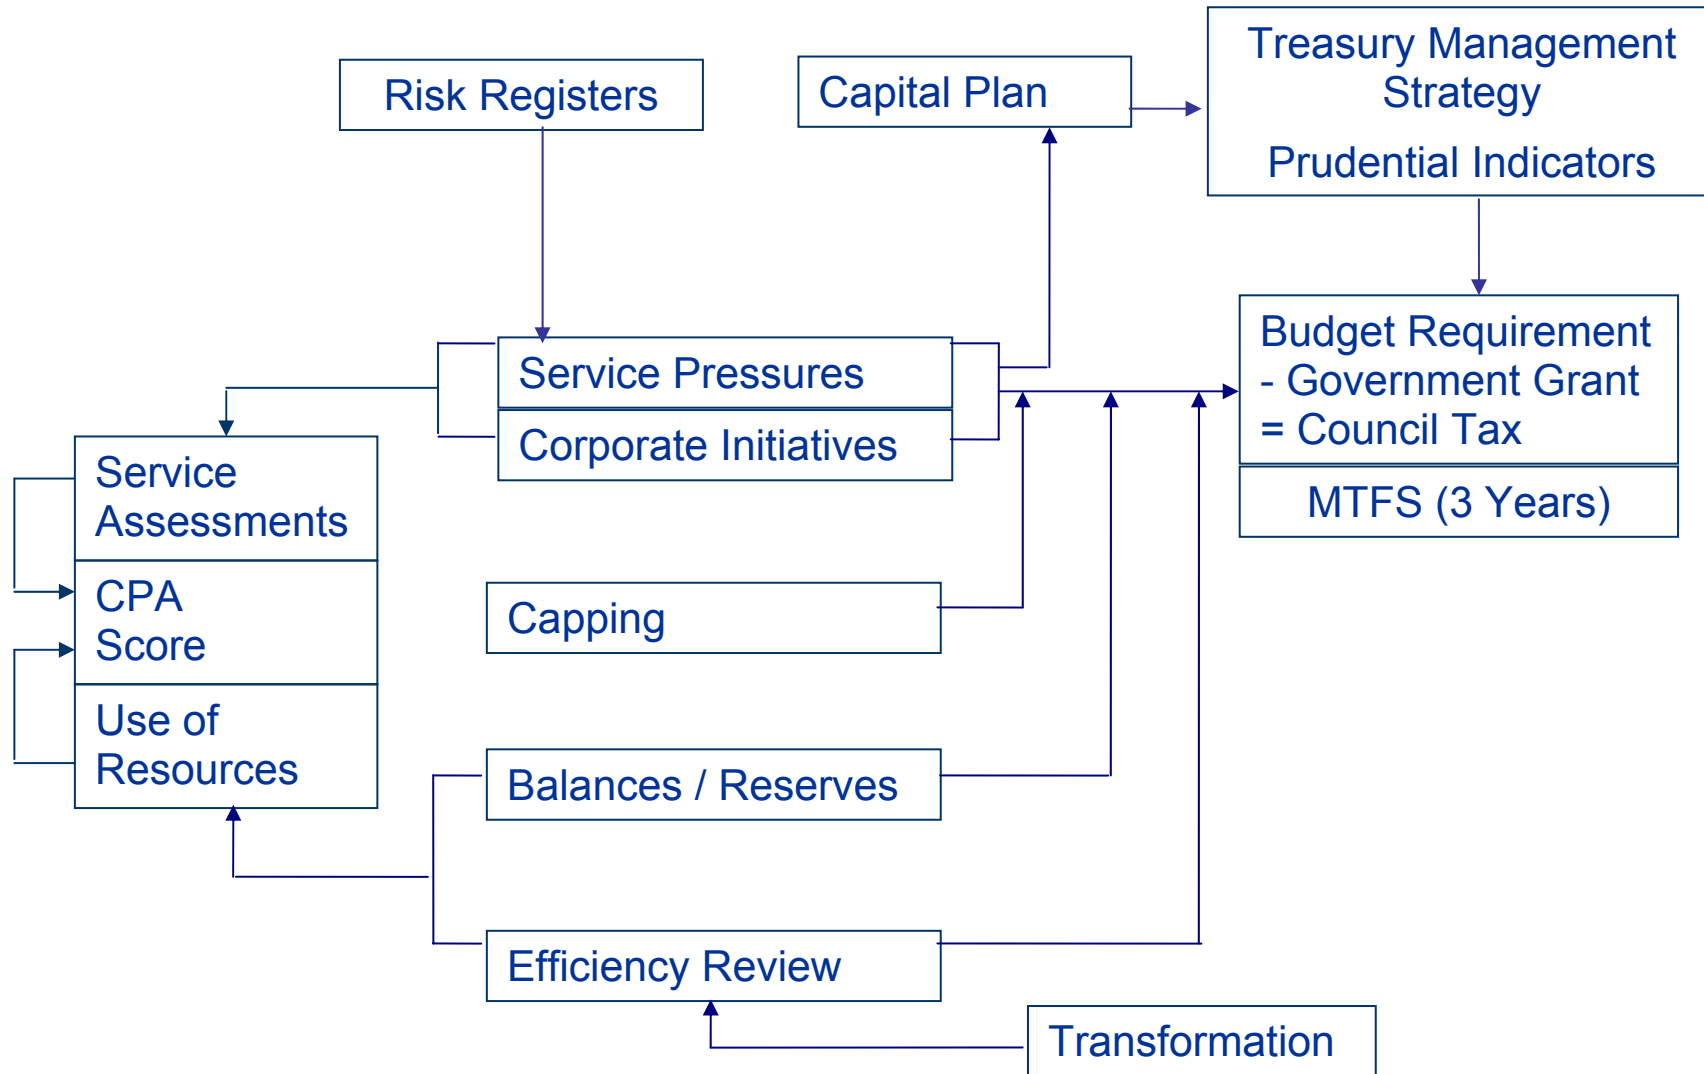 Treasury Management
Strategy
Prudential Indicators
Risk Registers
Capital Plan
Budget Requirement
- Government Grant
= Council Tax
MTFS (3 Years)
Service Pressures
Corporate Initiatives
Service
Assessments
CPA
Score
Use of
Resources
Capping
Balances / Reserves
Efficiency Review
Transformation